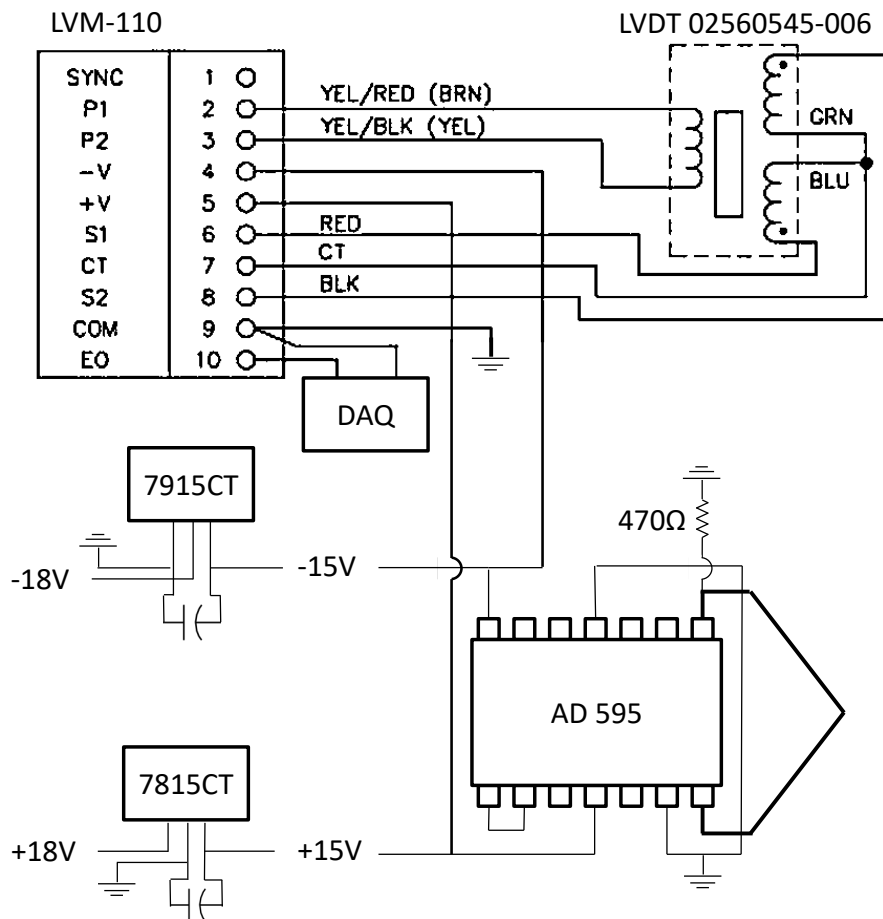 LVM-110
LVDT 02560545-006
SYNC 1
P1 2 YEL/RED (BRN)
P2 3 YEL/BLK (YEL)
GRN
-V 4
BLU
+V 5
S1 6 RED
CT 7 CT
S2 8 BLK
COM 9
EO 10
DAQ
7915CT
470Ω
-18V
-15V
AD 595
7815CT
+18V
+15V